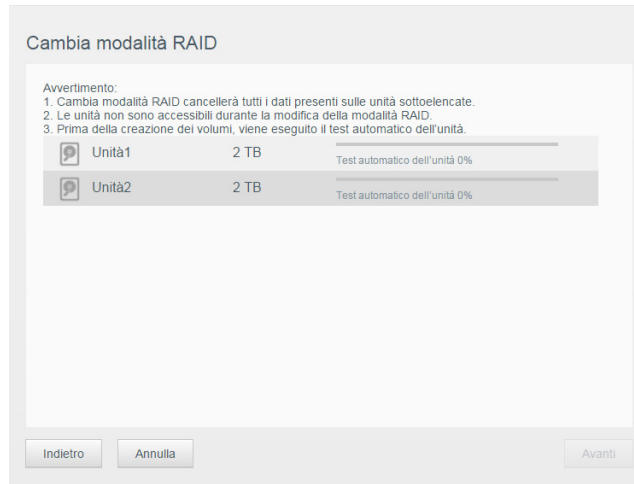 Cambia modalità RAID
Avvertimento:
1. Cambia modalità RAID cancellerà tutti i dati presenti sulle unità sottoelencate.
2. Le unità non sono accessibili durante la modifica della modalità RAID.
3. Prima della creazione dei volumi, viene eseguito il test automatico dell'unità.
Unità1 2 TB Test automatico dell'unità 0%
Unità2 2 TB Test automatico dell'unità 0%
Indietro Annulla Avanti